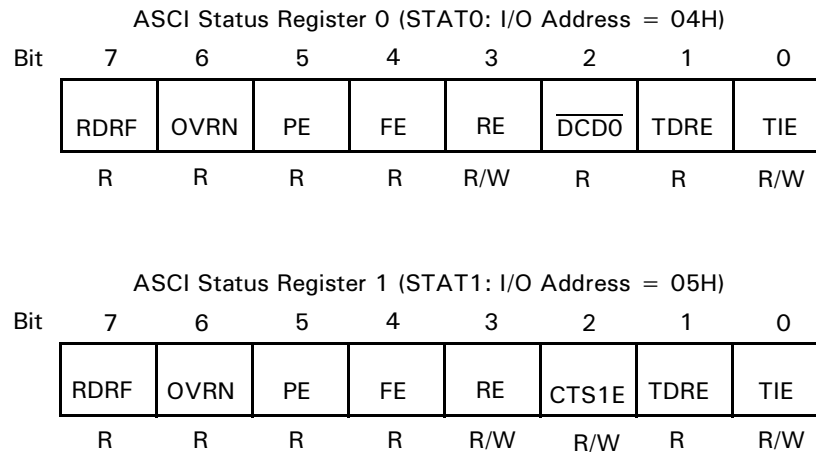 ASCI Status Register 0 (STAT0: I/O Address = 04H)
Bit 7 6 5 4 3 2 1 0
RDRF OVRN PE FE RE D̅C̅D̅0̅ TDRE TIE
R R R R R/W R R R/W
ASCI Status Register 1 (STAT1: I/O Address = 05H)
Bit 7 6 5 4 3 2 1 0
RDRF OVRN PE FE RE CTS1E TDRE TIE
R R R R R/W R/W R R/W